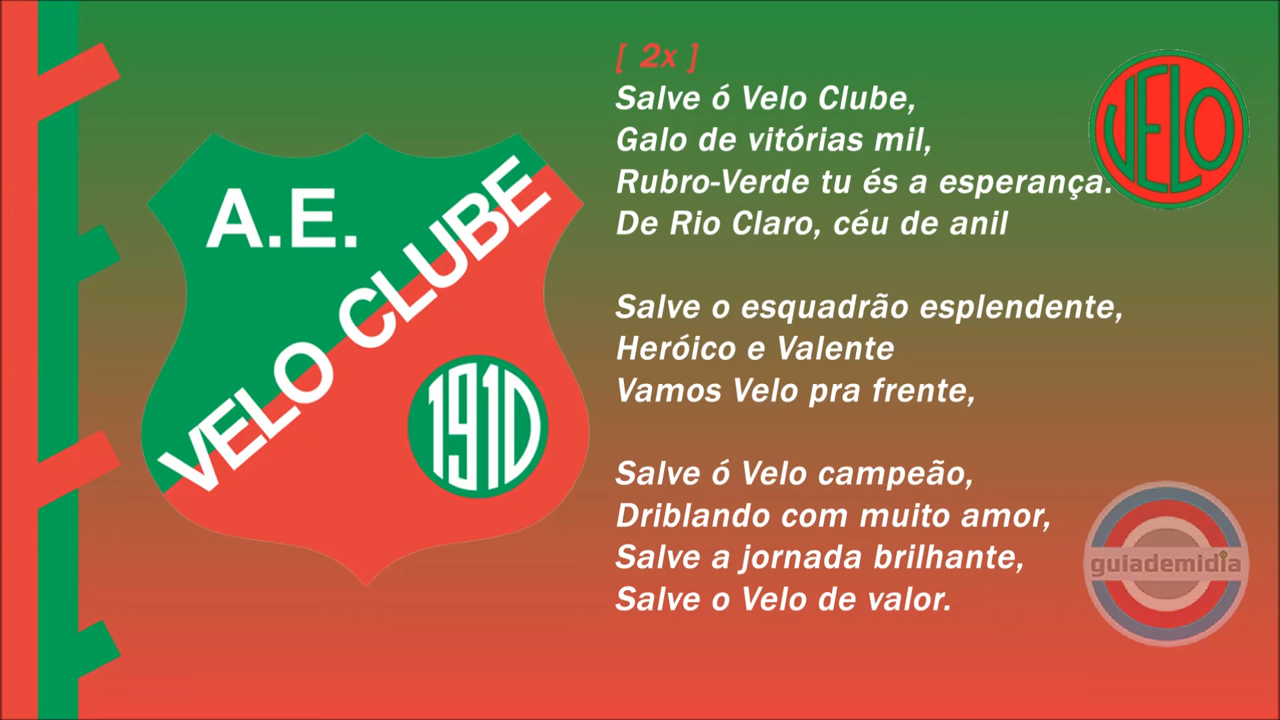 A.E.
VELO CLUBE
1910
[ 2x ]
Salve ó Velo Clube,
Galo de vitórias mil,
Rubro-Verde tu és a esperança.
De Rio Claro, céu de anil
Salve o esquadrão esplendente,
Heróico e Valente
Vamos Velo pra frente,
Salve ó Velo campeão,
Driblando com muito amor,
Salve a jornada brilhante,
Salve o Velo de valor.
VELO
guiademidia